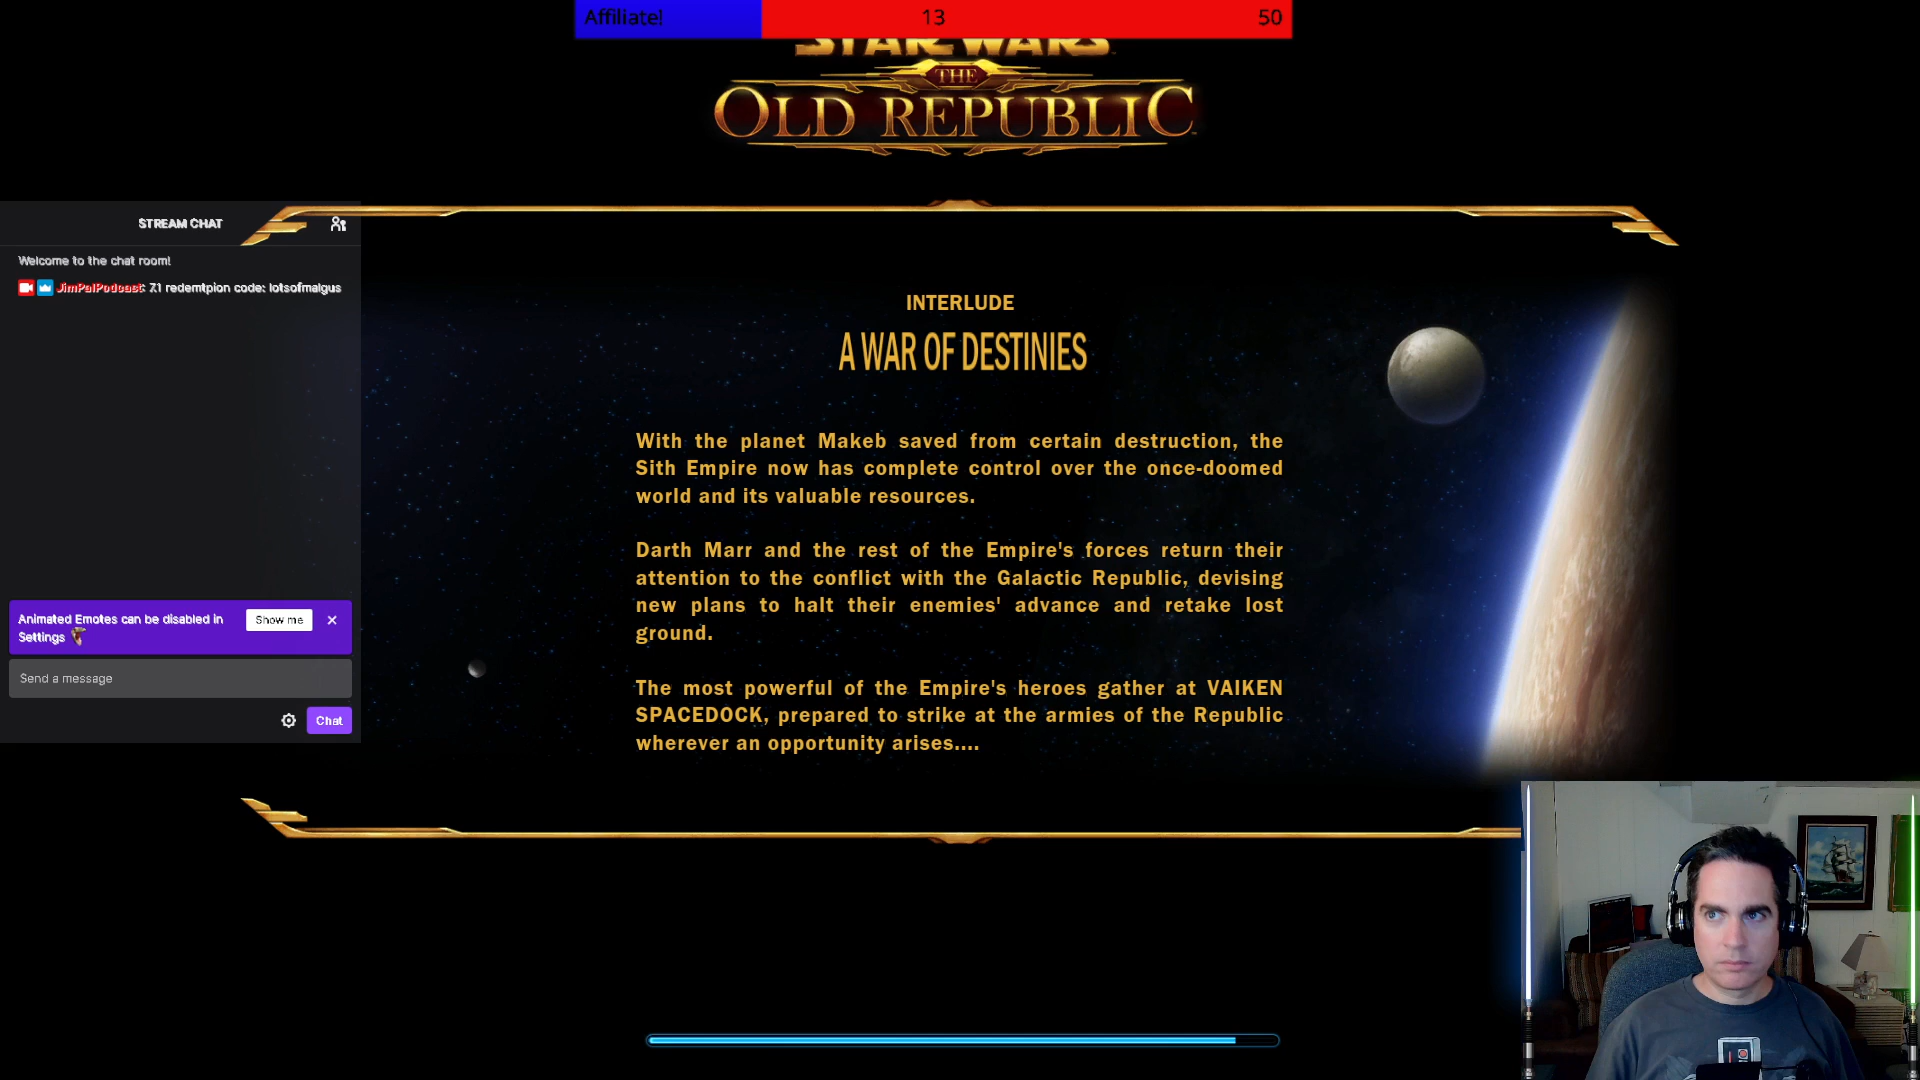 Affiliate! 13 50
STAR WARS
THE
OLD REPUBLIC
STREAM CHAT
Welcome to the chat room!
JimPalPodcast: 7.1 redemtpion code: lotsofmalgus
Animated Emotes can be disabled in
Settings
Show me
Send a message
Chat
INTERLUDE
A WAR OF DESTINIES
With the planet Makeb saved from certain destruction, the
Sith Empire now has complete control over the once-doomed
world and its valuable resources.
Darth Marr and the rest of the Empire's forces return their
attention to the conflict with the Galactic Republic, devising
new plans to halt their enemies' advance and retake lost
ground.
The most powerful of the Empire's heroes gather at VAIKEN
SPACEDOCK, prepared to strike at the armies of the Republic
wherever an opportunity arises....